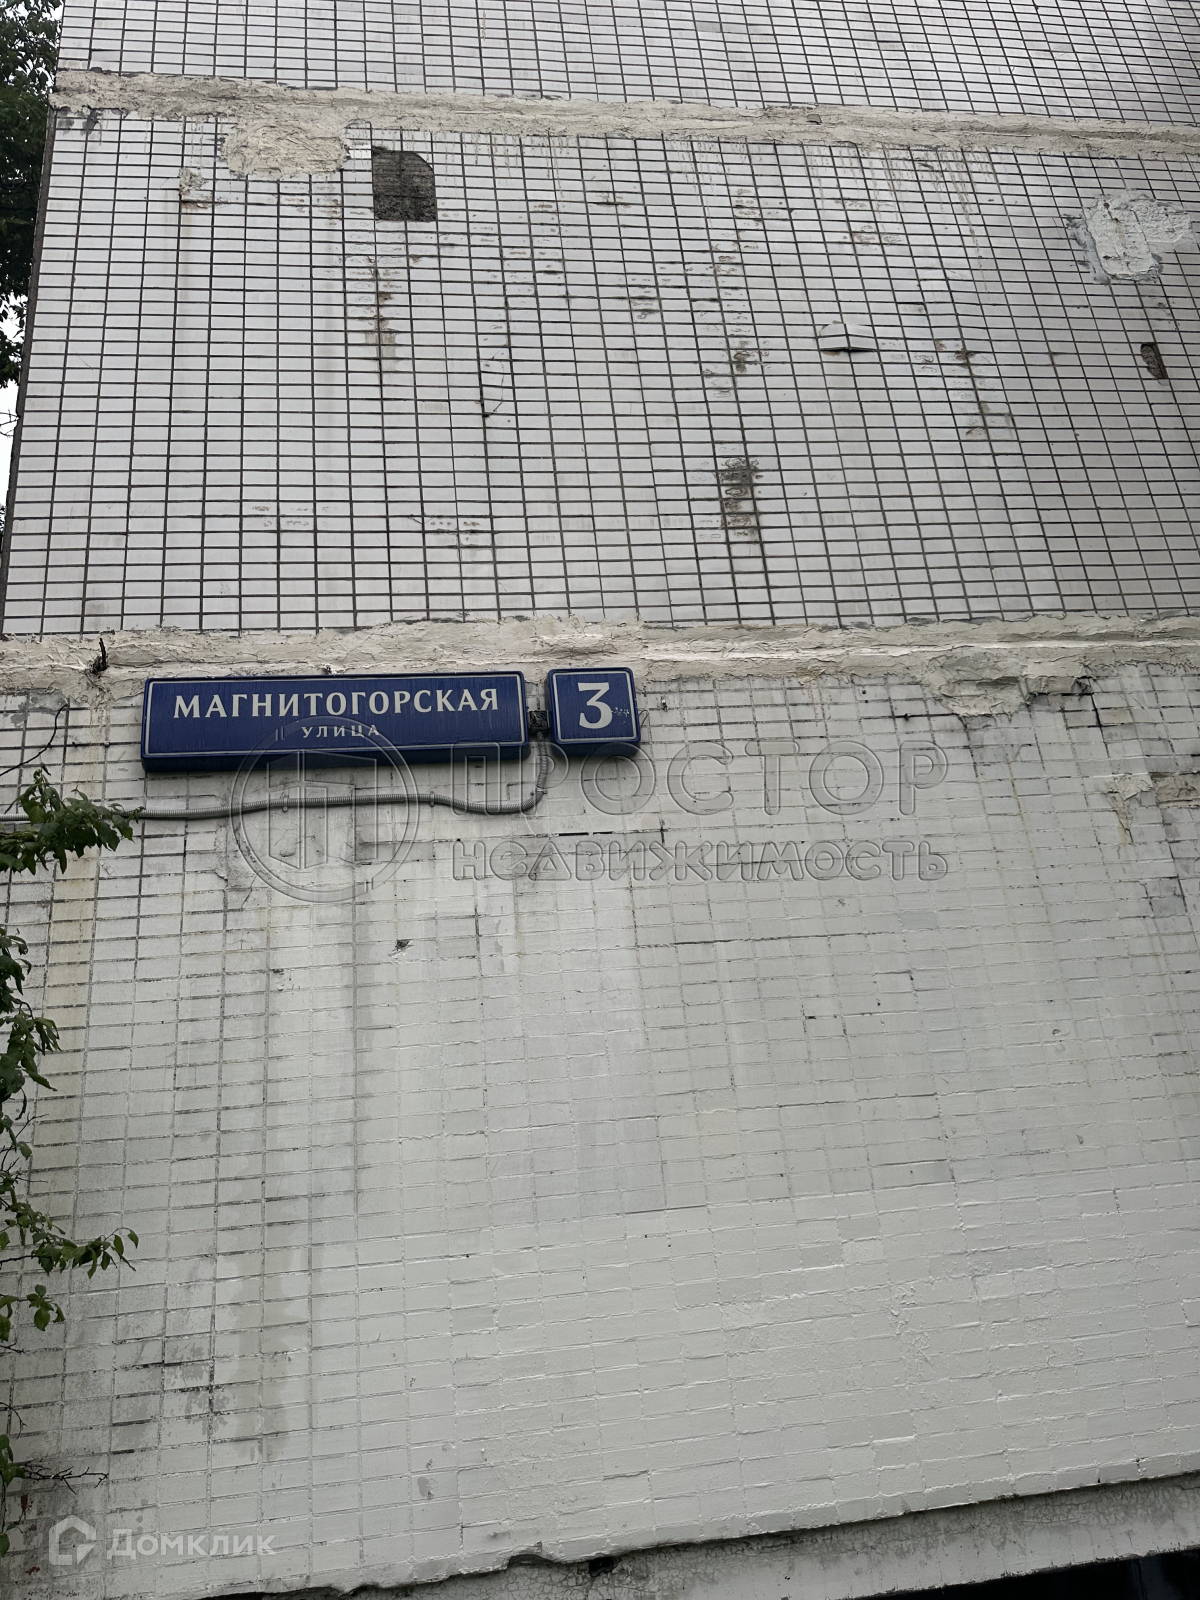 МАГНИТОГОРСКАЯ
УЛИЦА
3
ПРОСТОР
НЕДВИЖИМОСТЬ
Домклик